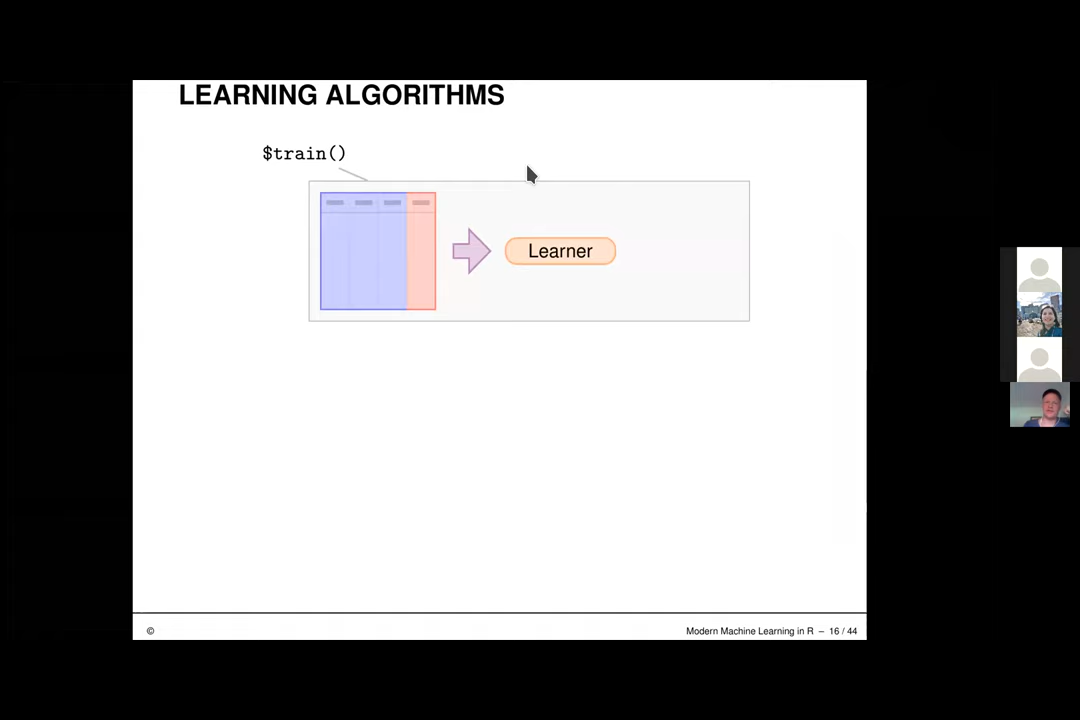 LEARNING ALGORITHMS
$train()
Learner
©
Modern Machine Learning in R – 16 / 44